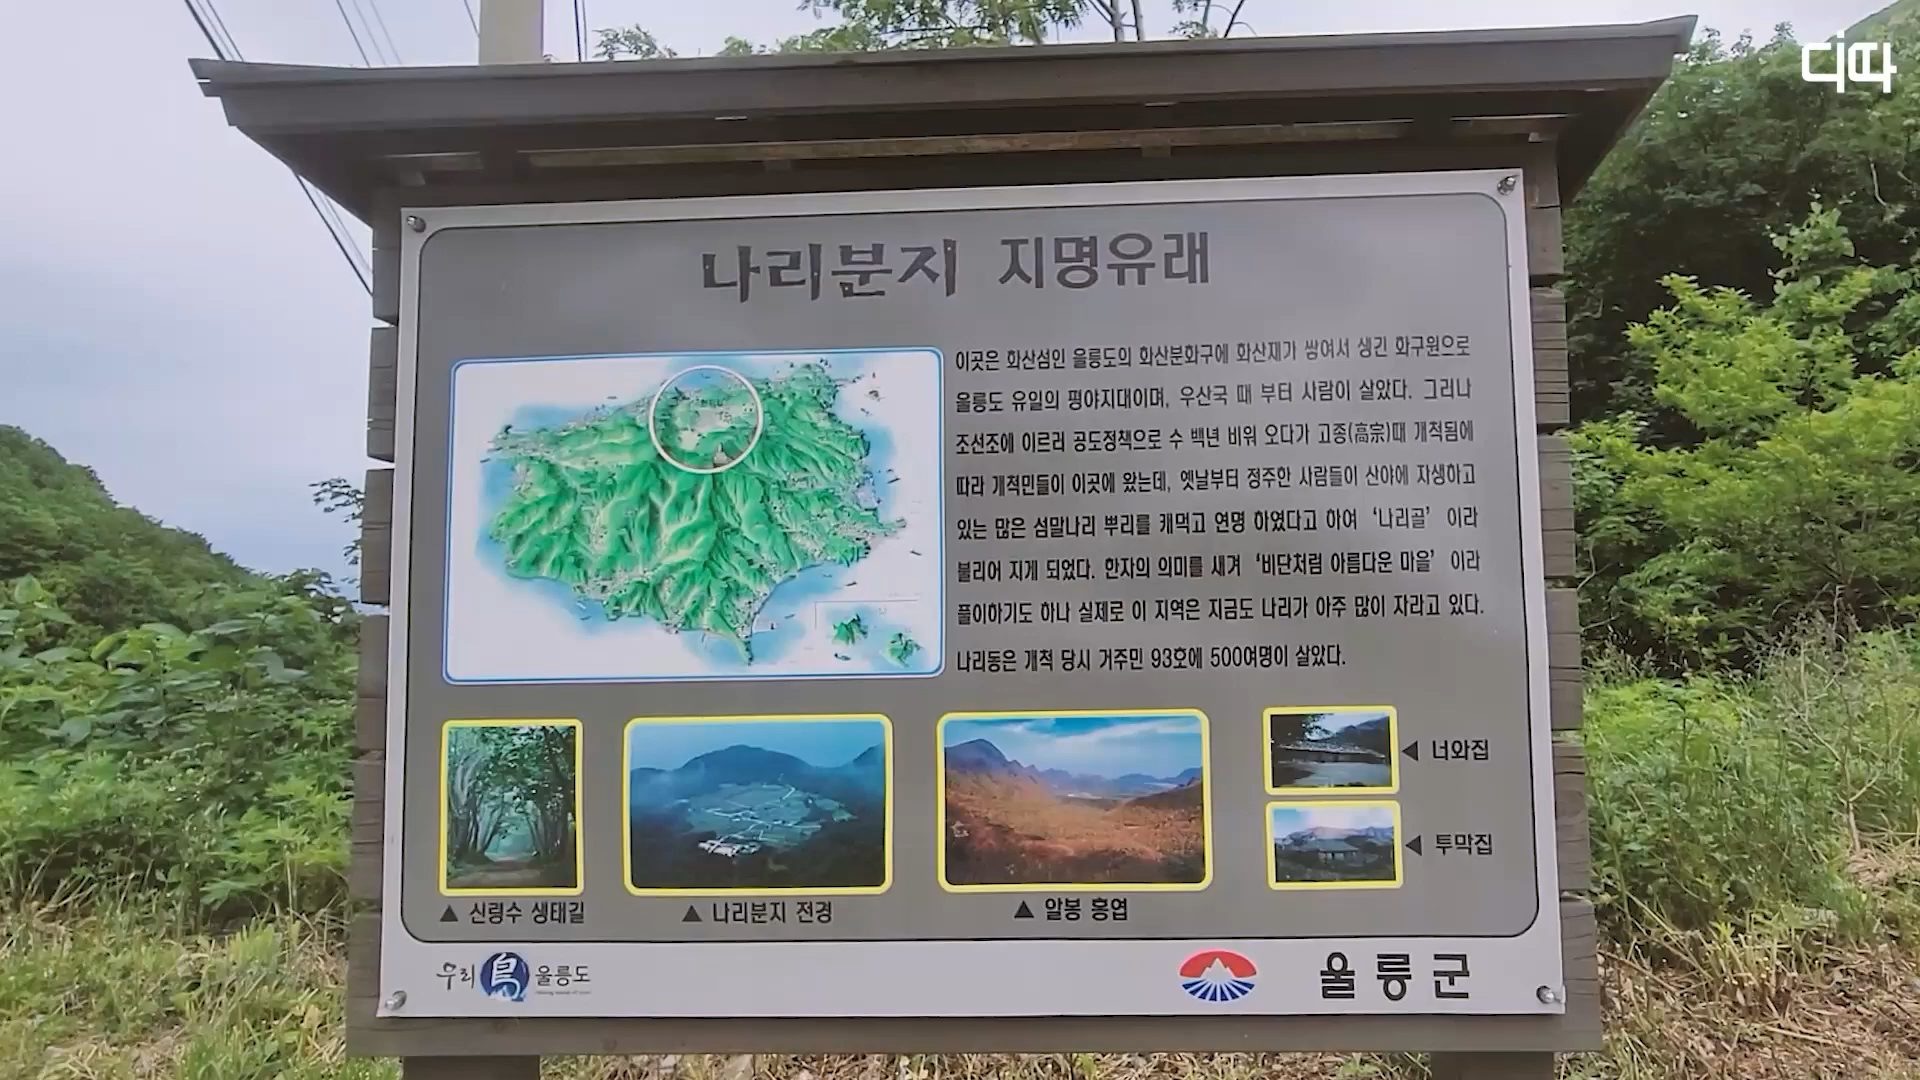 디따
나리분지 지명유래
이곳은 화산섬인 울릉도의 화산분화구에 화산재가 쌓여서 생긴 화구원으로
울릉도 유일의 평야지대이며, 우산국 때 부터 사람이 살았다. 그러나
조선조에 이르러 공도정책으로 수 백년 비워 오다가 고종(高宗)때 개척됨에
따라 개척민들이 이곳에 왔는데, 옛날부터 정주한 사람들이 산야에 자생하고
있는 많은 섬말나리 뿌리를 캐먹고 연명 하였다고 하여 ‘나리골’ 이라
불리어 지게 되었다. 한자의 의미를 새겨 ‘비단처럼 아름다운 마을’ 이라
플이하기도 하나 실제로 이 지역은 지금도 나리가 아주 많이 자라고 있다.
나리동은 개척 당시 거주민 93호에 500여명이 살았다.
◀ 너와집
◀ 투막집
▲ 신령수 생태길
▲ 나리분지 전경
▲ 알봉 홍엽
우리 島 울릉도
울릉군